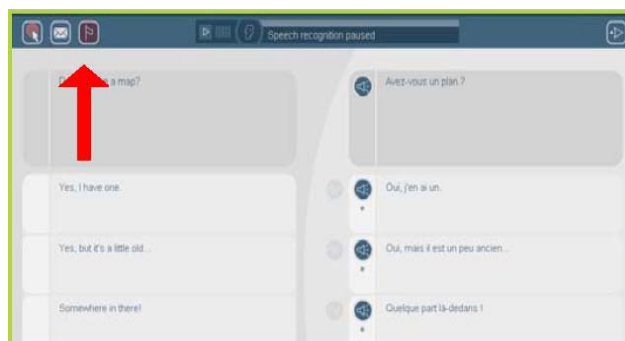 Speech recognition paused
a map?
Avez-vous un plan ?
Yes, I have one.
Oui, j'en ai un.
Yes, but it's a little old...
Oui, mais il est un peu ancien...
Somewhere in there!
Quelque part là-dedans !